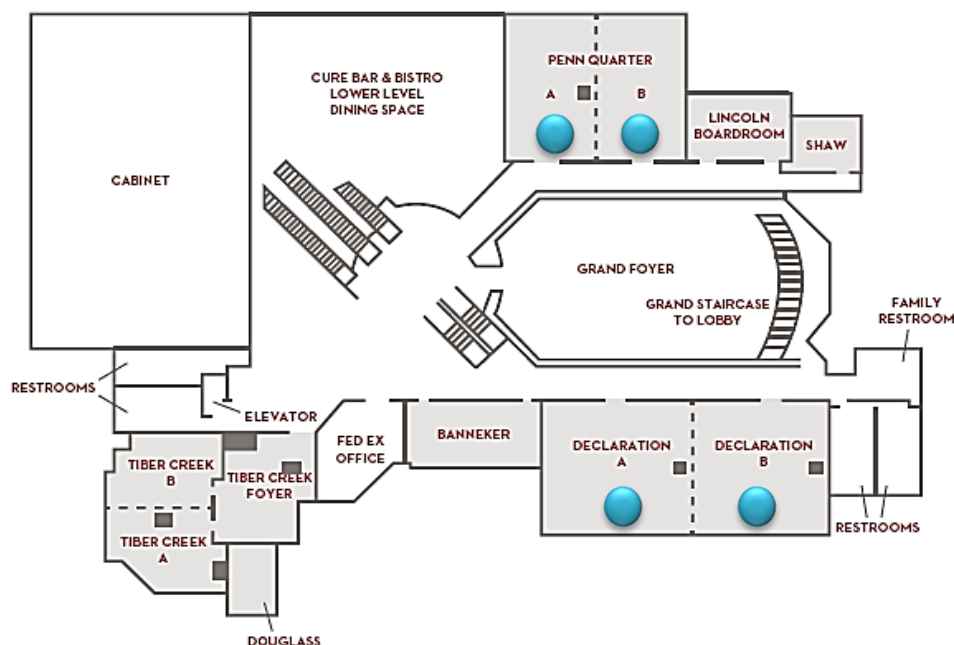 PENN QUARTER
A
B
CURE BAR & BISTRO
LOWER LEVEL
DINING SPACE
LINCOLN
BOARDROOM
SHAW
CABINET
GRAND FOYER
GRAND STAIRCASE
TO LOBBY
FAMILY
RESTROOM
RESTROOMS
ELEVATOR
FED EX
OFFICE
BANNEKER
DECLARATION
A
DECLARATION
B
TIBER CREEK
B
TIBER CREEK
FOYER
TIBER CREEK
A
RESTROOMS
DOUGLASS